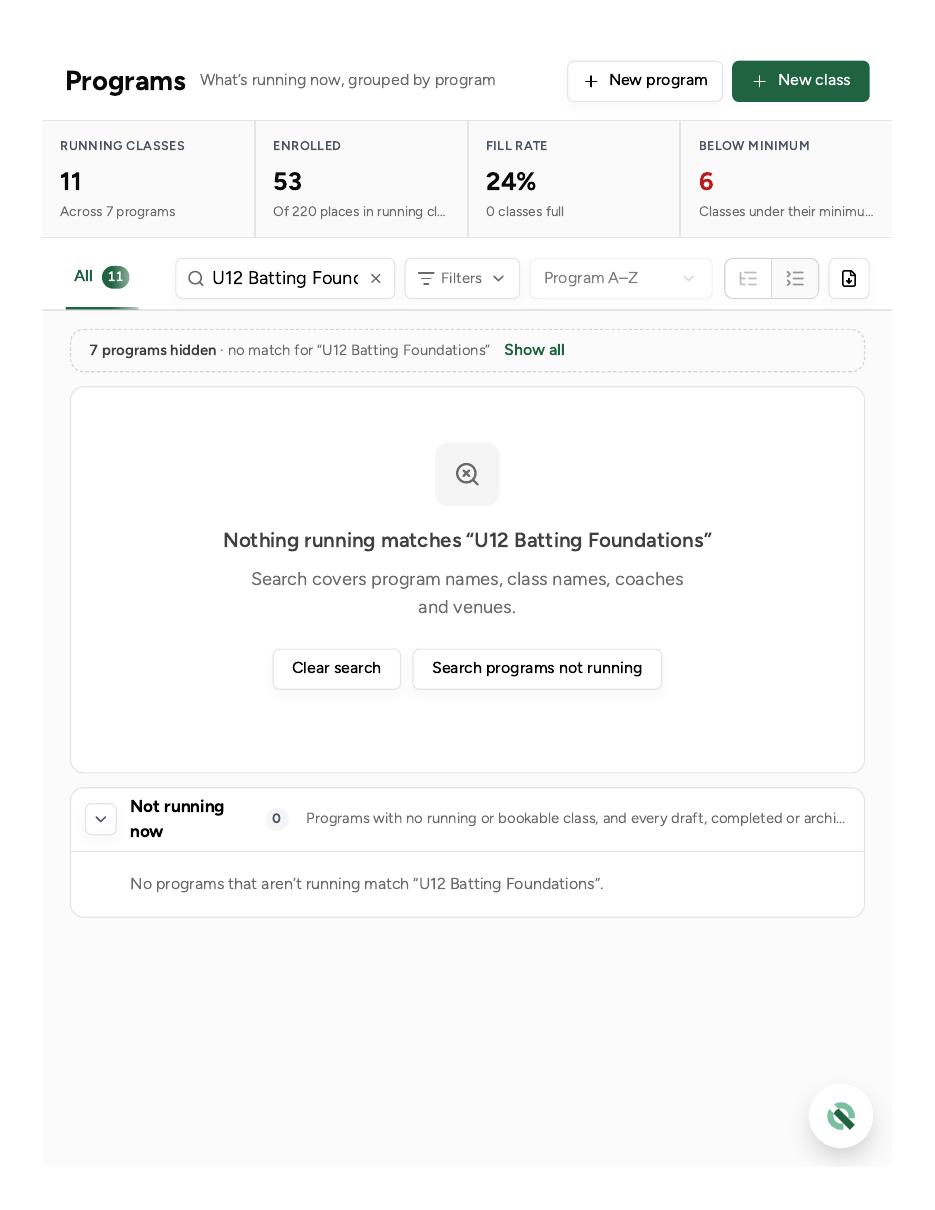 Programs
What's running now, grouped by program
New program
New class
RUNNING CLASSES
11
Across 7 programs
ENROLLED
53
Of 220 places in running cl...
FILL RATE
24%
0 classes full
BELOW MINIMUM
6
Classes under their minimu...
All 11
U12 Batting Found
Filters
Program A–Z
7 programs hidden · no match for “U12 Batting Foundations” Show all
Nothing running matches “U12 Batting Foundations”
Search covers program names, class names, coaches
and venues.
Clear search
Search programs not running
Not running
now
0
Programs with no running or bookable class, and every draft, completed or archi...
No programs that aren’t running match “U12 Batting Foundations”.